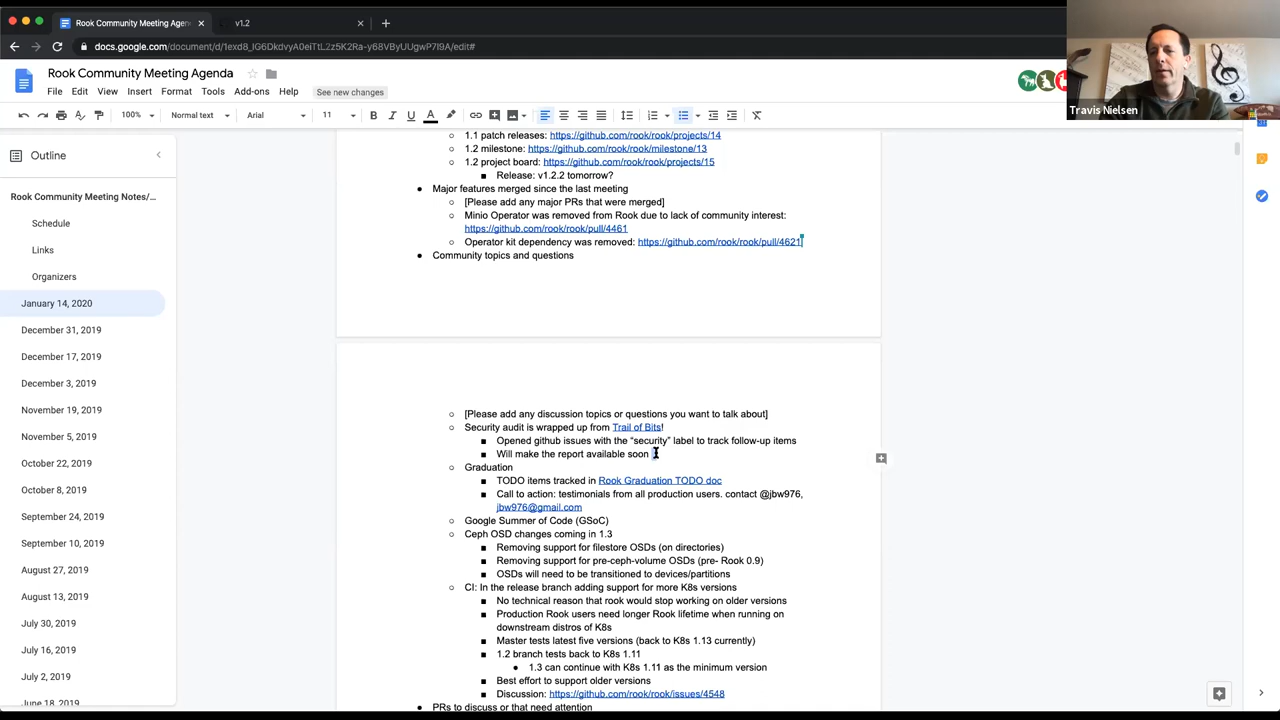 Rook Community Meeting Agen
v1.2
docs.google.com/document/d/1exd8_IG6DkdvyA0eiTtL2z5K2Ra-y68VByUUgwP7I9A/edit#
Rook Community Meeting Agenda
File Edit View Insert Format Tools Add-ons Help See new changes
100% Normal text Arial 11
Travis Nielsen
Outline
Rook Community Meeting Notes/...
Schedule
Links
Organizers
January 14, 2020
December 31, 2019
December 17, 2019
December 3, 2019
November 19, 2019
November 5, 2019
October 22, 2019
October 8, 2019
September 24, 2019
September 10, 2019
August 27, 2019
August 13, 2019
July 30, 2019
July 16, 2019
July 2, 2019
June 18, 2019
1.1 patch releases: https://github.com/rook/rook/projects/14
1.2 milestone: https://github.com/rook/rook/milestone/13
1.2 project board: https://github.com/rook/rook/projects/15
Release: v1.2.2 tomorrow?
Major features merged since the last meeting
[Please add any major PRs that were merged]
Minio Operator was removed from Rook due to lack of community interest:
https://github.com/rook/rook/pull/4461
Operator kit dependency was removed: https://github.com/rook/rook/pull/4621
Community topics and questions
[Please add any discussion topics or questions you want to talk about]
Security audit is wrapped up from Trail of Bits!
Opened github issues with the “security” label to track follow-up items
Will make the report available soon
Graduation
TODO items tracked in Rook Graduation TODO doc
Call to action: testimonials from all production users. contact @jbw976,
jbw976@gmail.com
Google Summer of Code (GSoC)
Ceph OSD changes coming in 1.3
Removing support for filestore OSDs (on directories)
Removing support for pre-ceph-volume OSDs (pre- Rook 0.9)
OSDs will need to be transitioned to devices/partitions
CI: In the release branch adding support for more K8s versions
No technical reason that rook would stop working on older versions
Production Rook users need longer Rook lifetime when running on
downstream distros of K8s
Master tests latest five versions (back to K8s 1.13 currently)
1.2 branch tests back to K8s 1.11
1.3 can continue with K8s 1.11 as the minimum version
Best effort to support older versions
Discussion: https://github.com/rook/rook/issues/4548
PRs to discuss or that need attention